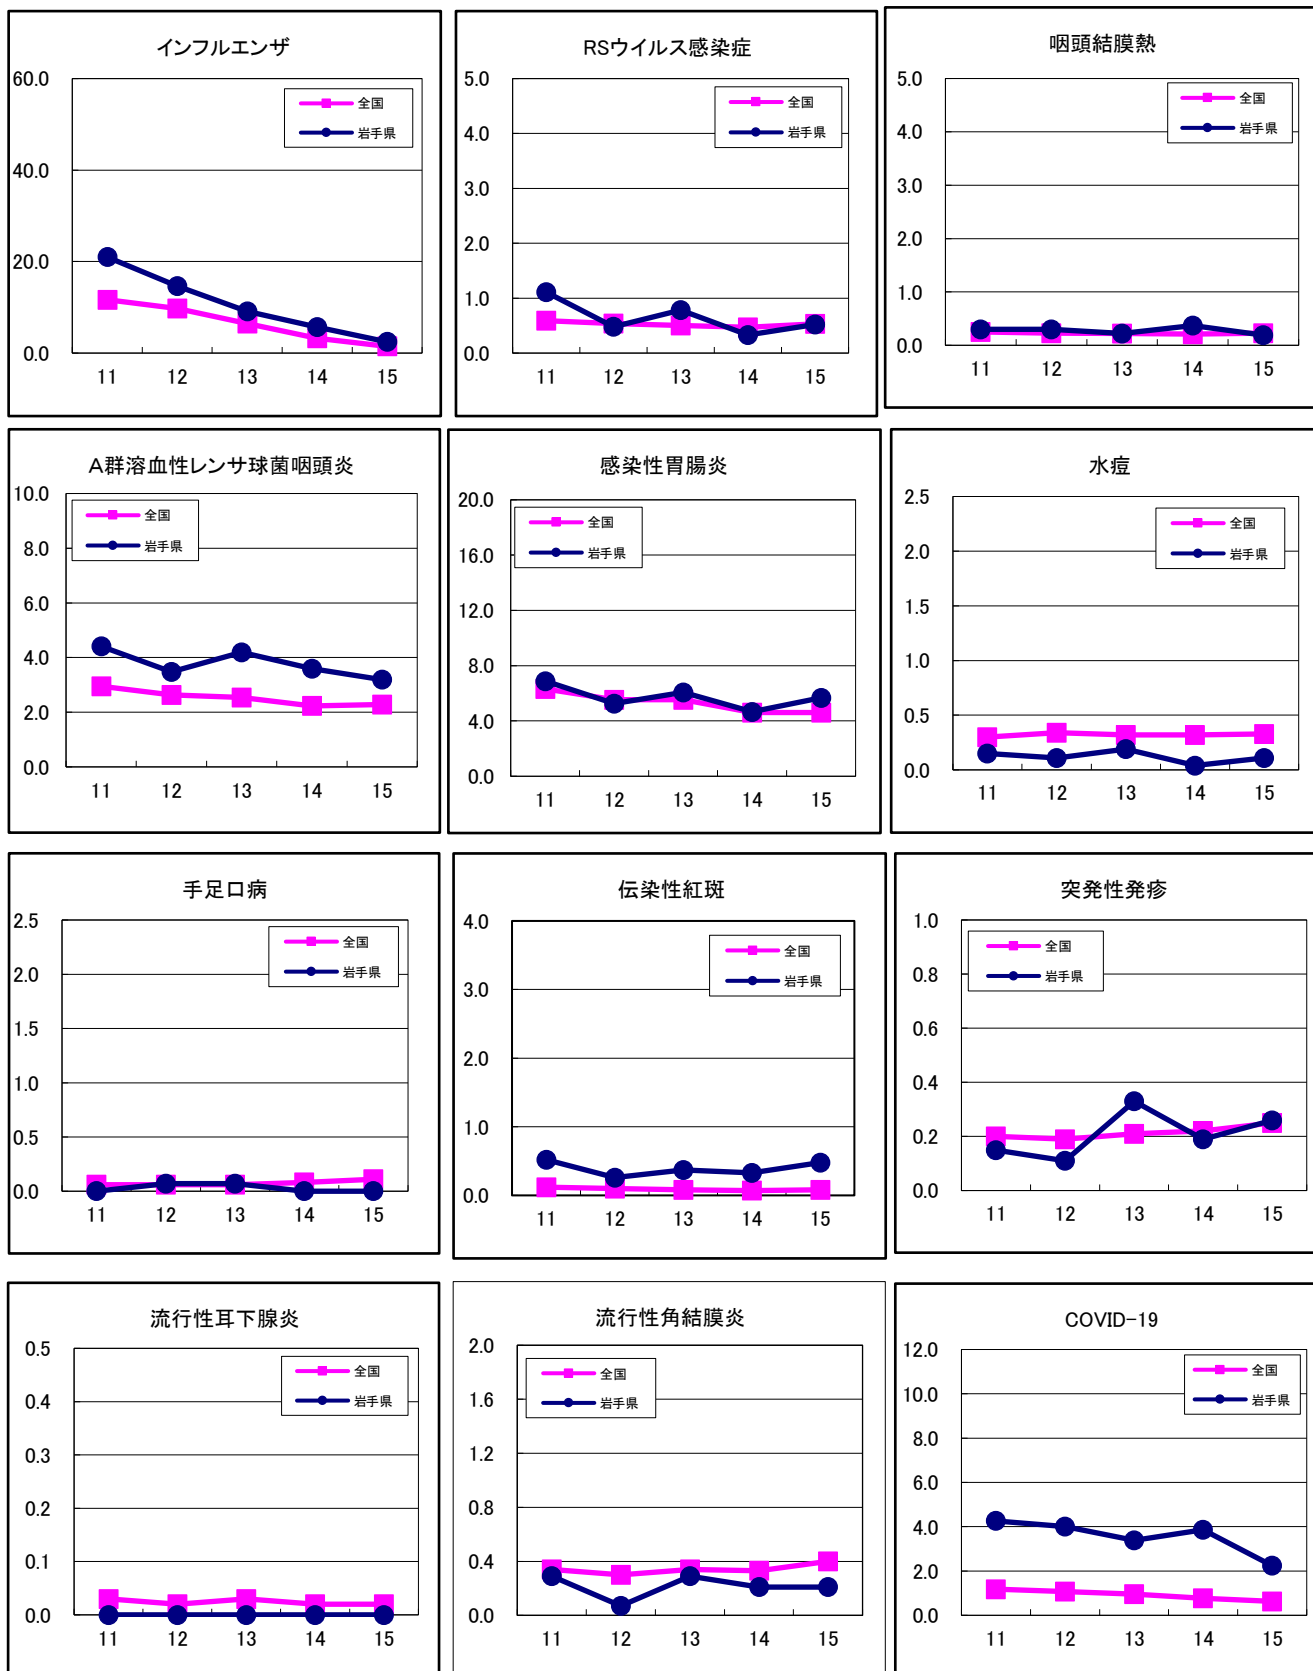 インフルエンザ
60.0
40.0
20.0
0.0
全国
岩手県
11 12 13 14 15
RSウイルス感染症
5.0
4.0
3.0
2.0
1.0
0.0
全国
岩手県
11 12 13 14 15
咽頭結膜熱
5.0
4.0
3.0
2.0
1.0
0.0
全国
岩手県
11 12 13 14 15
A群溶血性レンサ球菌咽頭炎
10.0
8.0
6.0
4.0
2.0
0.0
全国
岩手県
11 12 13 14 15
感染性胃腸炎
20.0
16.0
12.0
8.0
4.0
0.0
全国
岩手県
11 12 13 14 15
水痘
2.5
2.0
1.5
1.0
0.5
0.0
全国
岩手県
11 12 13 14 15
手足口病
2.5
2.0
1.5
1.0
0.5
0.0
全国
岩手県
11 12 13 14 15
伝染性紅斑
4.0
3.0
2.0
1.0
0.0
全国
岩手県
11 12 13 14 15
突発性発疹
1.0
0.8
0.6
0.4
0.2
0.0
全国
岩手県
11 12 13 14 15
流行性耳下腺炎
0.5
0.4
0.3
0.2
0.1
0.0
全国
岩手県
11 12 13 14 15
流行性角結膜炎
2.0
1.6
1.2
0.8
0.4
0.0
全国
岩手県
11 12 13 14 15
COVID-19
12.0
10.0
8.0
6.0
4.0
2.0
0.0
全国
岩手県
11 12 13 14 15